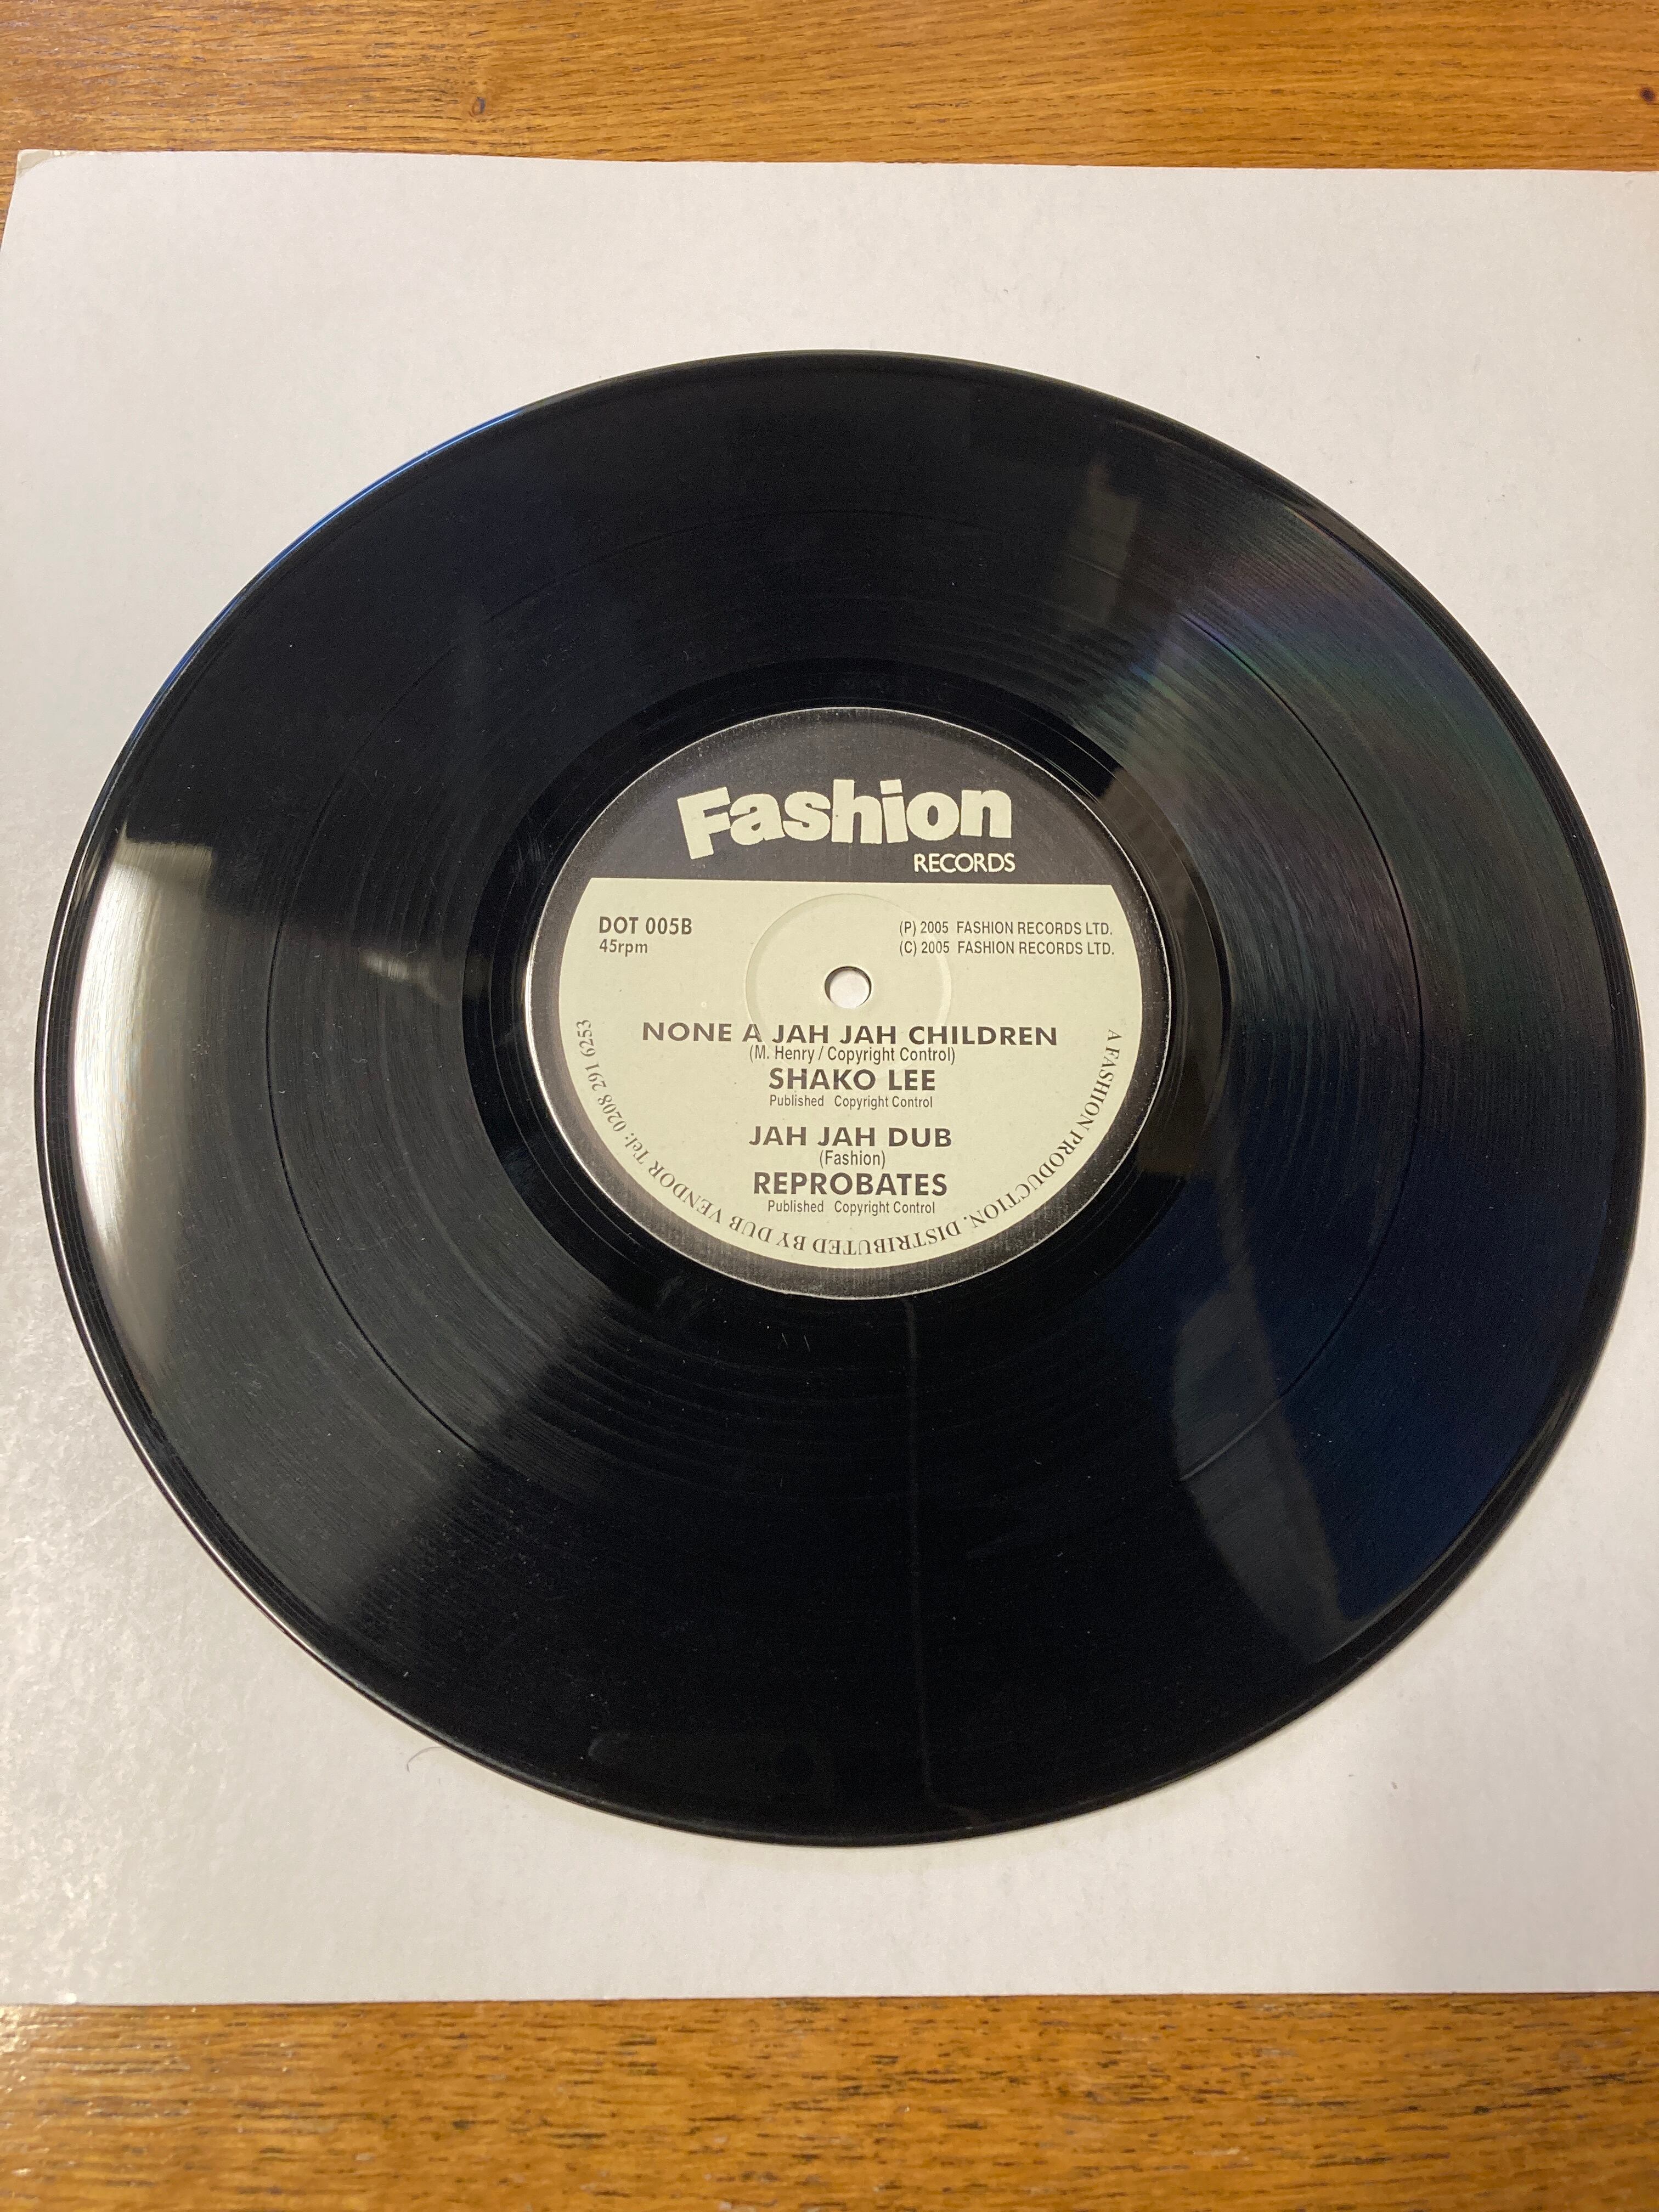 Fashion
RECORDS
DOT 005B
45rpm
(P) 2005 FASHION RECORDS LTD.
(C) 2005 FASHION RECORDS LTD.
NONE A JAH JAH CHILDREN
(M. Henry / Copyright Control)
SHAKO LEE
Published Copyright Control
JAH JAH DUB
(Fashion)
REPROBATES
Published Copyright Control
A FASHION PRODUCTION. DISTRIBUTED BY DUB VENDOR Tel: 0208 291 6253